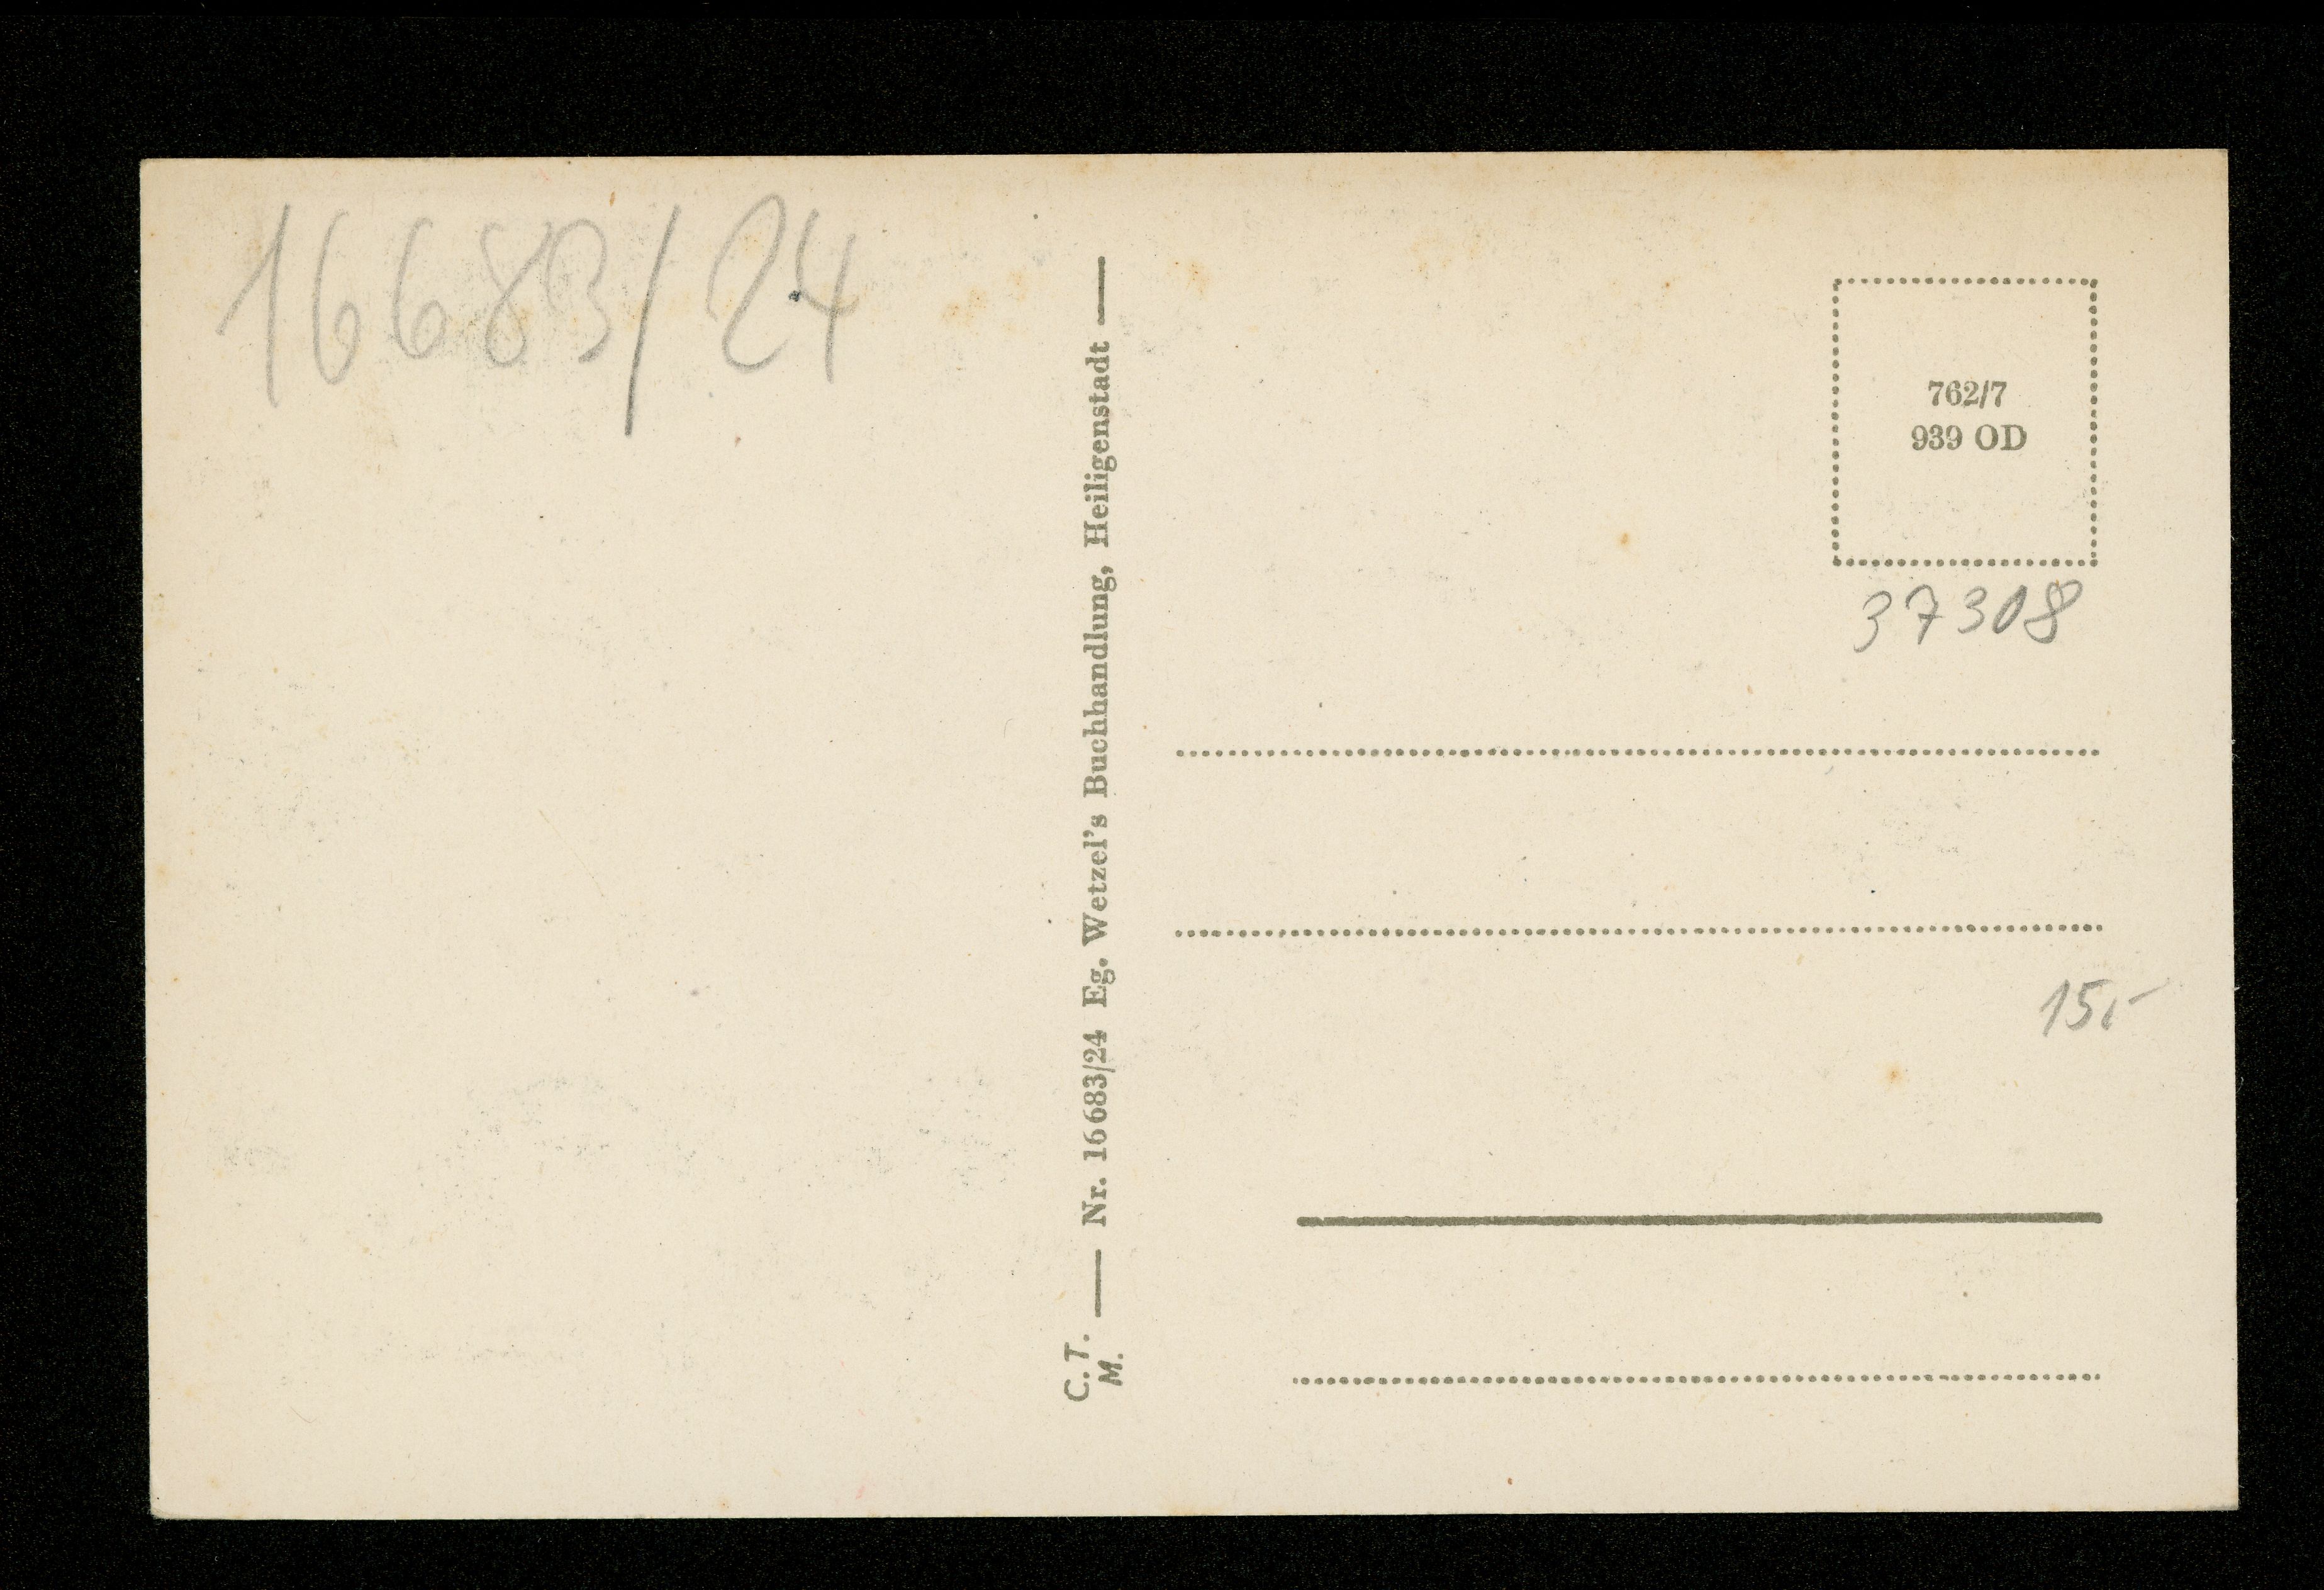 16683/24
C. T. M. — Nr. 16683/24 Eg. Wetzel's Buchhandlung, Heiligenstadt —
762/7
939 OD
37308
15,-